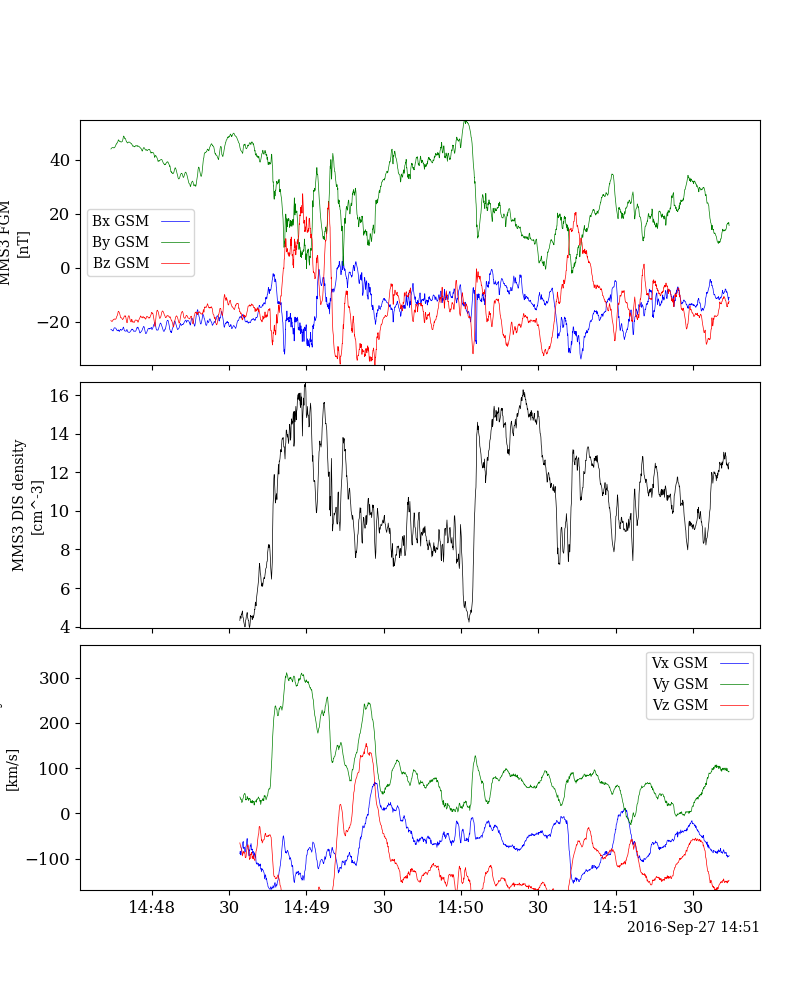 40
20
0
−20
MMS3 FGM
[nT]
Bx GSM
By GSM
Bz GSM
16
14
12
10
8
6
4
MMS3 DIS density
[cm^-3]
300
200
100
0
−100
[km/s]
Vx GSM
Vy GSM
Vz GSM
14:48 30 14:49 30 14:50 30 14:51 30
2016-Sep-27 14:51